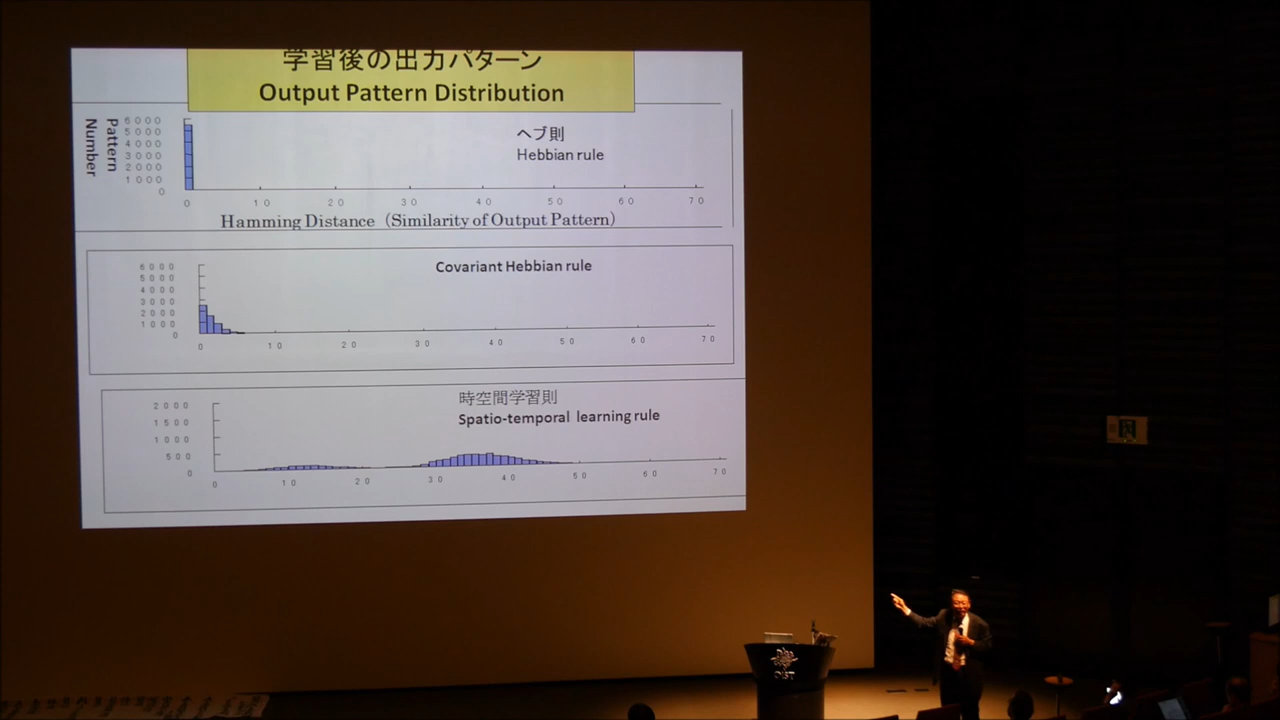 学習後の出力パターン
Output Pattern Distribution
Pattern
Number
6000
5000
4000
3000
2000
1000
0
ヘブ則
Hebbian rule
0 10 20 30 40 50 60 70
Hamming Distance (Similarity of Output Pattern)
Covariant Hebbian rule
6000
5000
4000
3000
2000
1000
0
0 10 20 30 40 50 60 70
時空間学習則
Spatio-temporal learning rule
2000
1500
1000
500
0
0 10 20 30 40 50 60 70
OIST